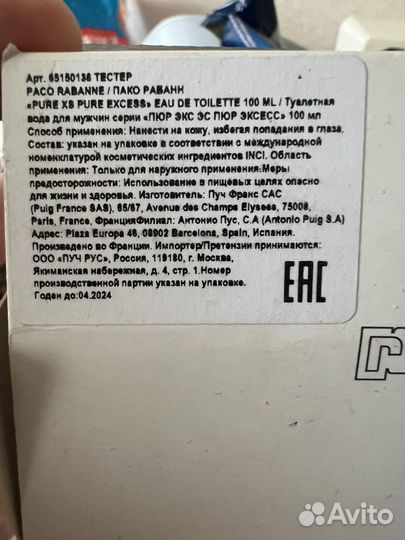 Арт. 65150136 ТЕСТЕР
PACO RABANNE / ПАКО РАБАНН
«PURE XS PURE EXCESS» EAU DE TOILETTE 100 ML / Туалетная
вода для мужчин серии «ПЮР ЭКС ЭС ПЮР ЭКСЕСС» 100 мл
Способ применения: Нанести на кожу, избегая попадания в глаза.
Состав: указан на упаковке в соответствии с международной
номенклатурой косметических ингредиентов INCI. Область
применения: Только для наружного применения.Меры
предосторожности: Использование в пищевых целях опасно
для жизни и здоровья. Изготовитель: Пуч Франс САС
(Puig France SAS), 65/67, Avenue des Champs Elysees, 75008,
Paris, France, ФранцияФилиал: Антонио Пус, С.А (Antonio Puig S.A)
Адрес: Plaza Europa 46, 08902 Barcelona, Spain, Испания.
Произведено во Франции. Импортер/Претензии принимаются:
ООО «ПУЧ РУС», Россия, 119180, г. Москва,
Якиманская набережная, д. 4, стр. 1.Номер
производственной партии указан на упаковке.
Годен до:04.2024
EAC
Avito